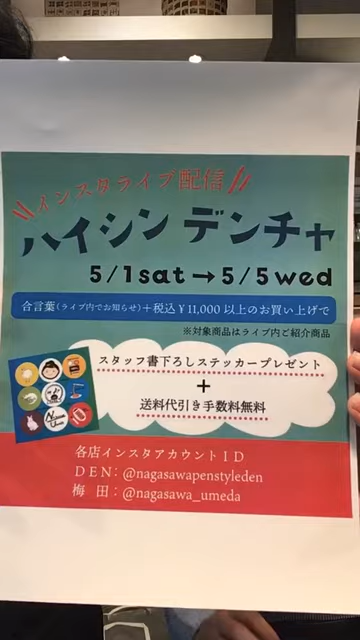 インスタライブ配信
ハイシン デンチャ
5/1sat→5/5wed
合言葉(ライブ内でお知らせ)+税込¥11,000以上のお買い上げで
※対象商品はライブ内ご紹介商品
スタッフ書下ろしステッカープレゼント
+
送料代引き手数料無料
各店インスタアカウントID
DEN:@nagasawapenstyleden
梅田:@nagasawa_umeda